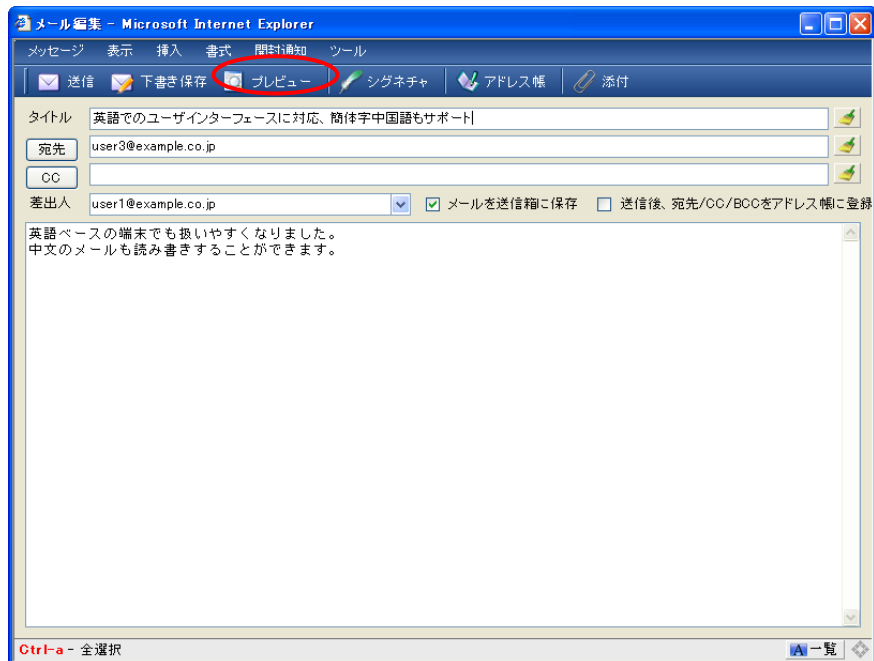 メール編集 - Microsoft Internet Explorer
メッセージ 表示 挿入 書式 開封通知 ツール
送信 下書き保存 プレビュー シグネチャ アドレス帳 添付
タイトル 英語でのユーザインターフェースに対応、簡体字中国語もサポート
宛先 user3@example.co.jp
CC
差出人 user1@example.co.jp メールを送信箱に保存 送信後、宛先/CC/BCCをアドレス帳に登録
英語ベースの端末でも扱いやすくなりました。
中文のメールも読み書きすることができます。
Ctrl-a - 全選択 A 一覧